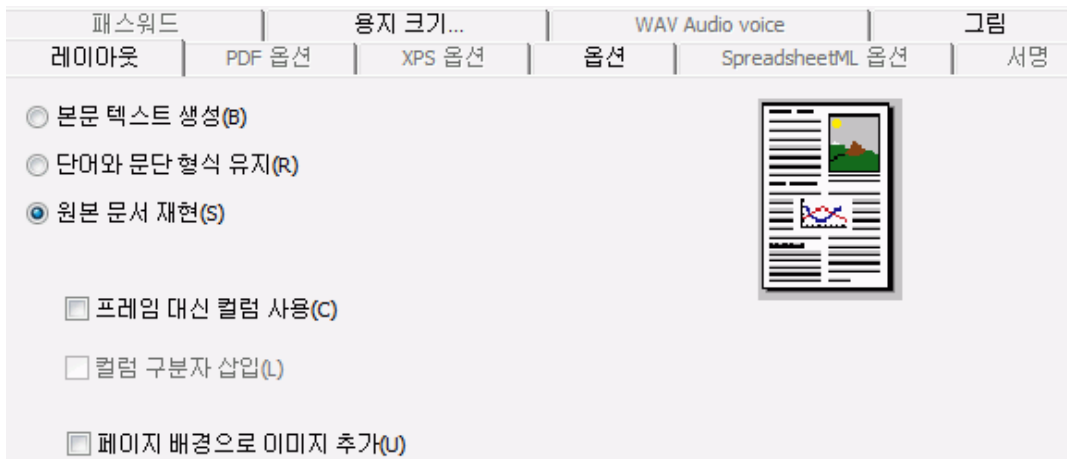 패스워드 용지 크기... WAV Audio voice 그림
레이아웃 PDF 옵션 XPS 옵션 옵션 SpreadsheetML 옵션 서명
본문 텍스트 생성(B)
단어와 문단 형식 유지(R)
원본 문서 재현(S)
프레임 대신 컬럼 사용(C)
컬럼 구분자 삽입(L)
페이지 배경으로 이미지 추가(U)